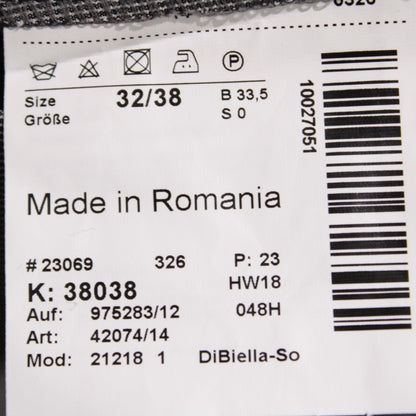 Size 32/38 B 33,5
Größe S 0
10027051
Made in Romania
# 23069 326 P: 23
K: 38038 HW18
Auf: 975283/12 048H
Art: 42074/14
Mod: 21218 1 DiBiella-So